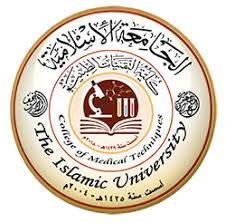 الجامعة الإسلامية
كلية التقنيات الطبية
College of Medical Techniques
The Islamic University
أسست سنة ١٤٢٥هـ - ٢٠٠٤م